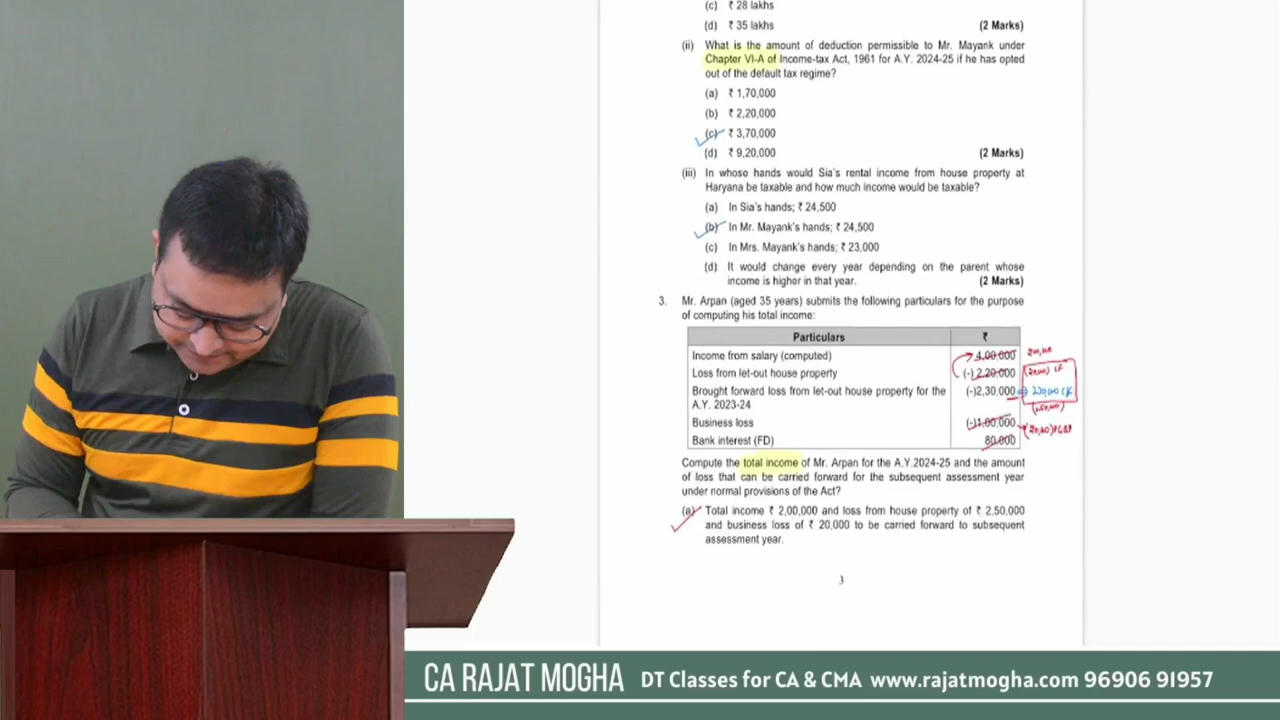 (c) ₹ 28 lakhs
(d) ₹ 35 lakhs (2 Marks)
(ii) What is the amount of deduction permissible to Mr. Mayank under
Chapter VI-A of Income-tax Act, 1961 for A.Y. 2024-25 if he has opted
out of the default tax regime?
(a) ₹ 1,70,000
(b) ₹ 2,20,000
(c) ₹ 3,70,000
(d) ₹ 9,20,000 (2 Marks)
(iii) In whose hands would Sia's rental income from house property at
Haryana be taxable and how much income would be taxable?
(a) In Sia's hands; ₹ 24,500
(b) In Mr. Mayank's hands; ₹ 24,500
(c) In Mrs. Mayank's hands; ₹ 23,000
(d) It would change every year depending on the parent whose
income is higher in that year. (2 Marks)
3. Mr. Arpan (aged 35 years) submits the following particulars for the purpose
of computing his total income:
Particulars ₹
Income from salary (computed) 4,00,000
Loss from let-out house property (-) 2,20,000
Brought forward loss from let-out house property for the (-)2,30,000
A.Y. 2023-24
Business loss (-)1,00,000
Bank interest (FD) 80,000
Compute the total income of Mr. Arpan for the A.Y.2024-25 and the amount
of loss that can be carried forward for the subsequent assessment year
under normal provisions of the Act?
(a) Total income ₹ 2,00,000 and loss from house property of ₹ 2,50,000
and business loss of ₹ 20,000 to be carried forward to subsequent
assessment year.
3
CA RAJAT MOGHA DT Classes for CA & CMA www.rajatmogha.com 96906 91957